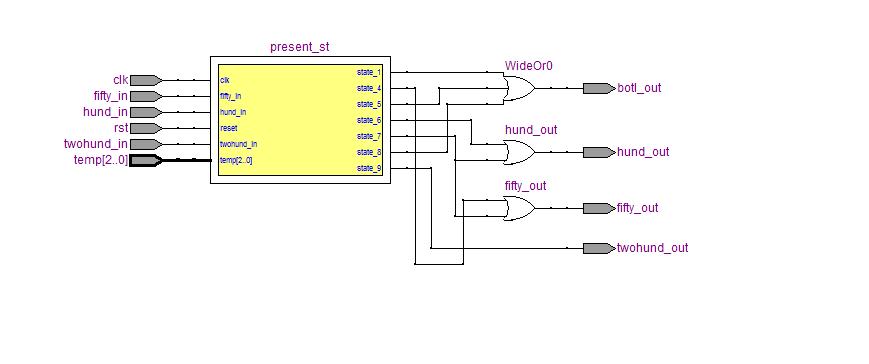 present_st
clk
fifty_in
hund_in
rst
twohund_in
temp[2..0]
clk
fifty_in
hund_in
reset
twohund_in
temp[2..0]
state_1
state_4
state_5
state_6
state_7
state_8
state_9
WideOr0
botl_out
hund_out
hund_out
fifty_out
fifty_out
twohund_out